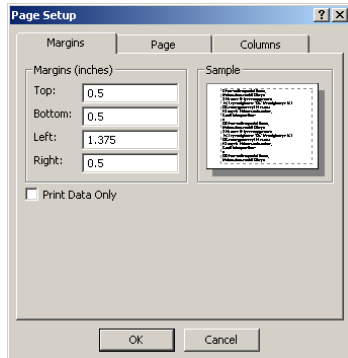 Page Setup
Margins Page Columns
Margins (inches) Sample
Top: 0.5
Bottom: 0.5
Left: 1.375
Right: 0.5
Print Data Only
OK Cancel